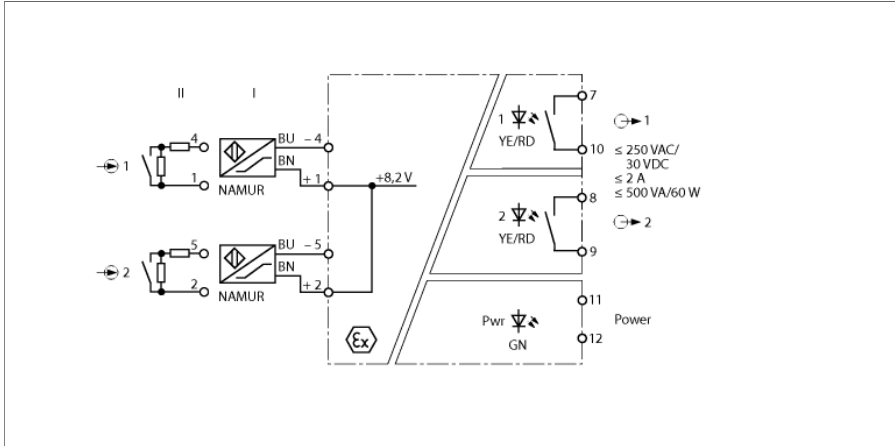 II I
4 BU – 4
BN
1 1 NAMUR + 1 +8,2 V
5 BU – 5
BN
2 2 NAMUR + 2
Ex
1 YE/RD
7
10
1
≤ 250 VAC/
30 VDC
≤ 2 A
≤ 500 VA/60 W
2 YE/RD
8
9
2
Pwr GN
11
12
Power